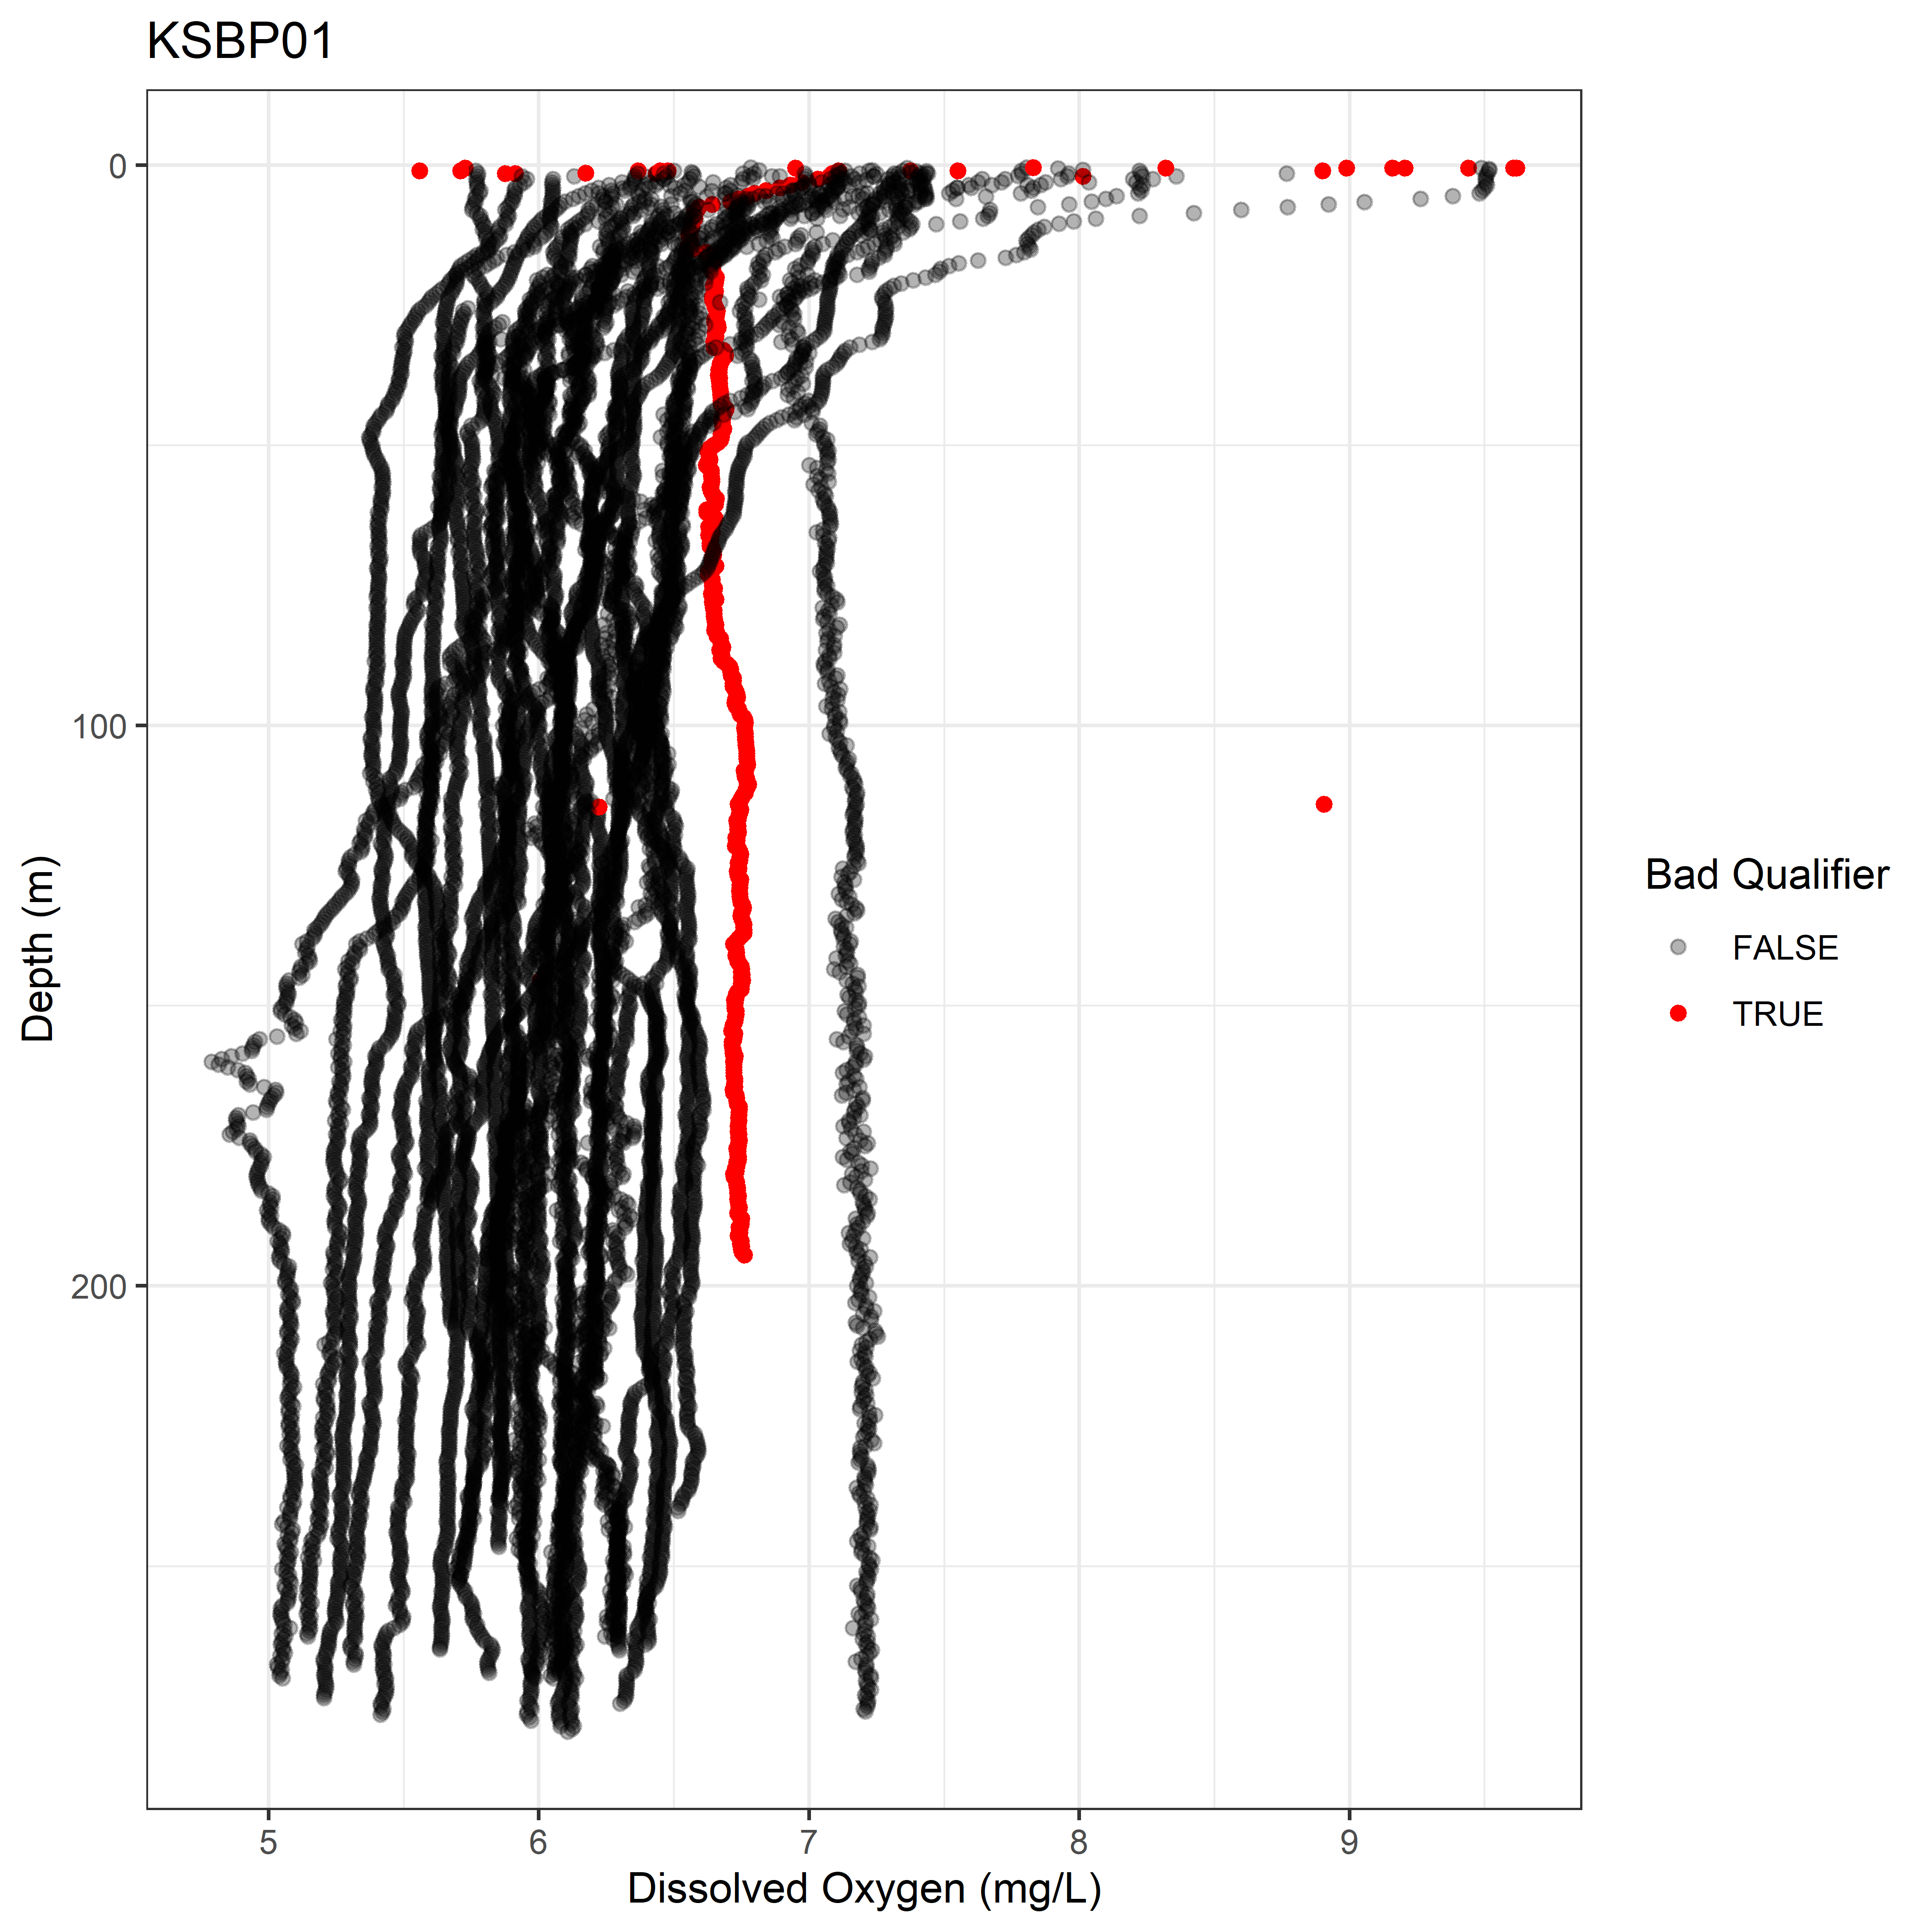 KSBP01
0
100
200
Depth (m)
5 6 7 8 9
Dissolved Oxygen (mg/L)
Bad Qualifier
FALSE
TRUE